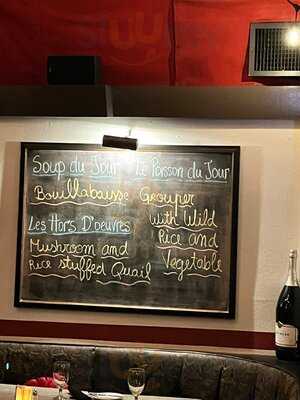 Soup du Jour
Bouillabaisse
Les Hors D'oeuvres
Mushroom and
Rice stuffed Quail
Le Poisson du Jour
Grouper
with Wild
Rice and
Vegetable